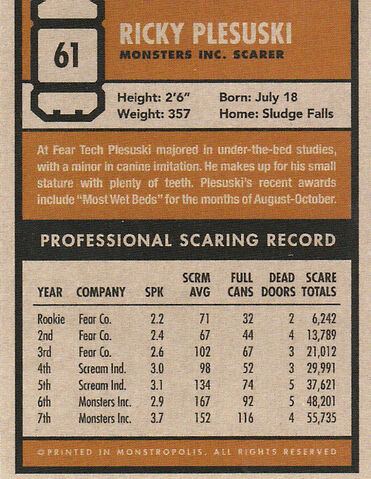 61
RICKY PLESUSKI
MONSTERS INC. SCARER
Height: 2'6" Born: July 18
Weight: 357 Home: Sludge Falls
At Fear Tech Plesuski majored in under-the-bed studies,
with a minor in canine imitation. He makes up for his small
stature with plenty of teeth. Plesuski's recent awards
include "Most Wet Beds" for the months of August-October.
PROFESSIONAL SCARING RECORD
YEAR COMPANY SPK SCRM AVG FULL CANS DEAD DOORS SCARE TOTALS
Rookie Fear Co. 2.2 71 32 2 6,242
2nd Fear Co. 2.4 67 44 4 13,789
3rd Fear Co. 2.6 102 67 3 21,012
4th Scream Ind. 3.0 98 52 3 29,991
5th Scream Ind. 3.1 134 74 5 37,621
6th Monsters Inc. 2.9 167 92 5 48,201
7th Monsters Inc. 3.7 152 116 4 55,735
©PRINTED IN MONSTROPOLIS. ALL RIGHTS RESERVED